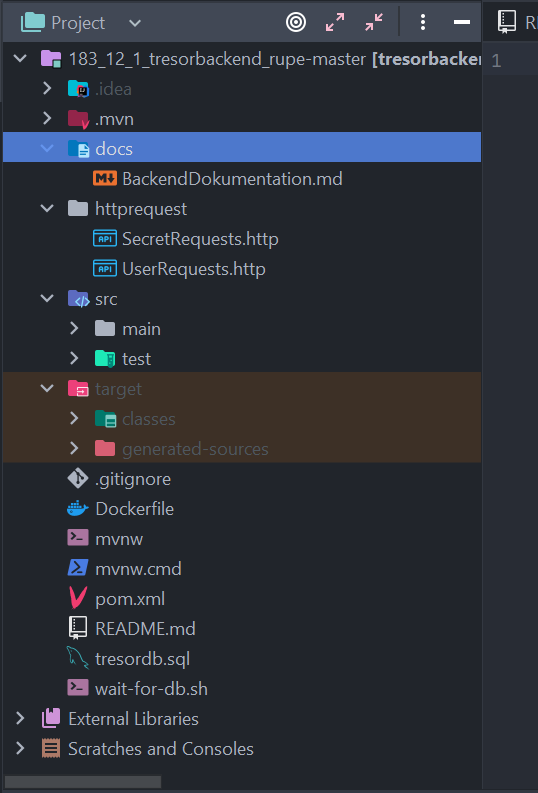 Project
RE
183_12_1_tresorbackend_rupe-master [tresorbacken
1
.idea
.mvn
docs
BackendDokumentation.md
httprequest
SecretRequests.http
UserRequests.http
src
main
test
target
classes
generated-sources
.gitignore
Dockerfile
mvnw
mvnw.cmd
pom.xml
README.md
tresordb.sql
wait-for-db.sh
External Libraries
Scratches and Consoles